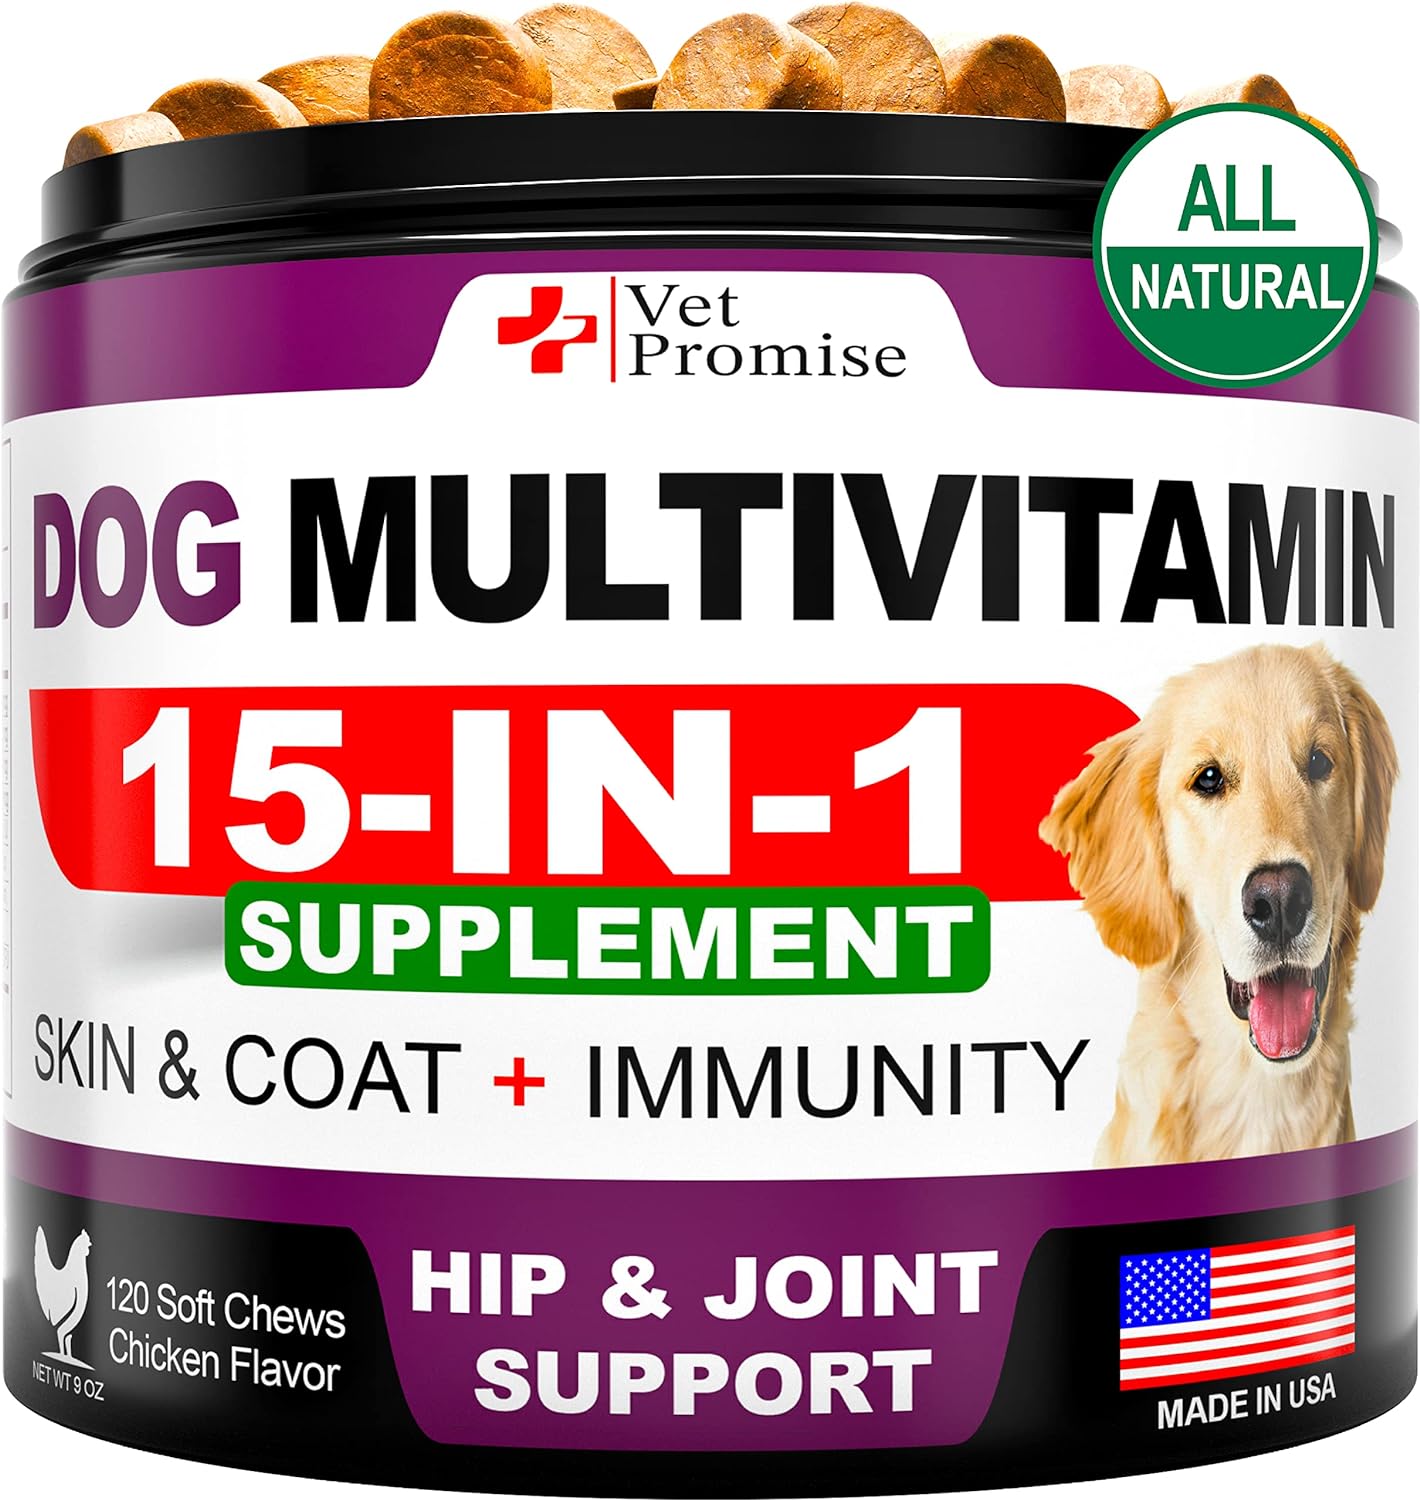 ALL
NATURAL
Vet
Promise
DOG MULTIVITAMIN
15-IN-1
SUPPLEMENT
SKIN & COAT + IMMUNITY
120 Soft Chews
Chicken Flavor
NET WT 9 OZ
HIP & JOINT
SUPPORT
MADE IN USA